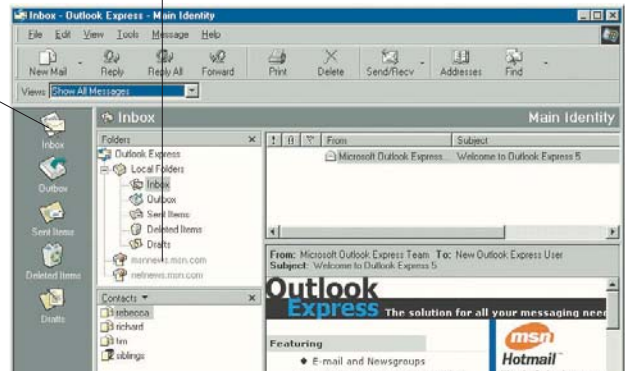 Inbox - Outlook Express - Main Identity
File Edit View Tools Message Help
New Mail Reply Reply All Forward Print Delete Send/Recv Addresses Find
Views Show All Messages
Inbox Main Identity
Inbox
Outbox
Sent Items
Deleted Items
Drafts
Folders
Outlook Express
Local Folders
Inbox
Outbox
Sent Items
Deleted Items
Drafts
msnnews.msn.com
netnews.msn.com
Contacts
rebecca
richard
tim
siblings
! From Subject
Microsoft Outlook Express... Welcome to Outlook Express 5
From: Microsoft Outlook Express Team To: New Outlook Express User
Subject: Welcome to Outlook Express 5
Outlook
Express The solution for all your messaging need
Featuring
E-mail and Newsgroups
msn
Hotmail